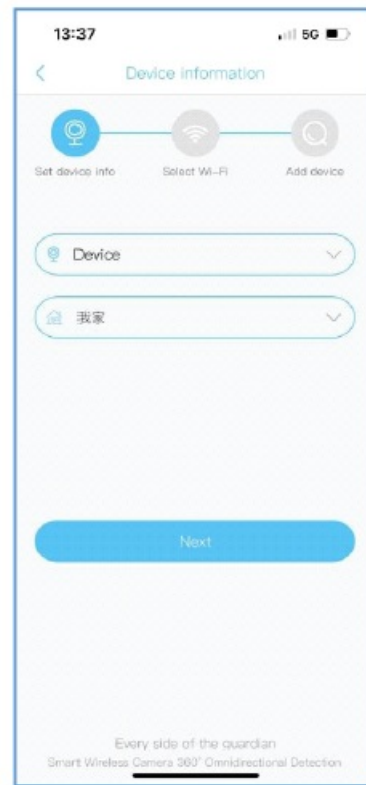 13:37
5G
Device information
Set device info
Select Wi-Fi
Add device
Device
我家
Next
Every side of the guardian
Smart Wireless Camera 360° Omnidirectional Detection